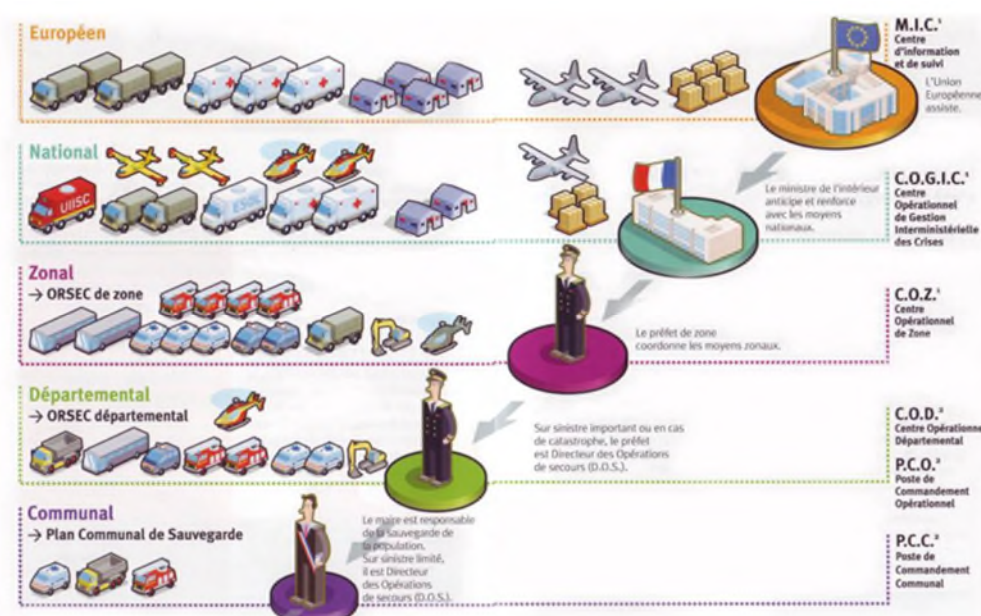 Européen
M.I.C.¹
Centre
d'information
et de suivi
L'Union
Européenne
assiste.
National
UIISC
ESOL
Le ministre de l'intérieur
anticipe et renforce
avec les moyens
nationaux.
C.O.G.I.C.¹
Centre
Opérationnel
de Gestion
Interministérielle
des Crises
Zonal
→ ORSEC de zone
Le préfet de zone
coordonne les moyens zonaux.
C.O.Z.¹
Centre
Opérationnel
de Zone
Départemental
→ ORSEC départemental
Sur sinistre important ou en cas
de catastrophe, le préfet
est Directeur des Opérations
de secours (D.O.S.).
C.O.D.²
Centre Opérationne
Départemental
P.C.O.²
Poste de
Commandement
Opérationnel
Communal
→ Plan Communal de Sauvegarde
Le maire est responsable
de la sauvegarde de
la population.
Sur sinistre limité,
il est Directeur
des Opérations
de secours (D.O.S.).
P.C.C.²
Poste de
Commandement
Communal